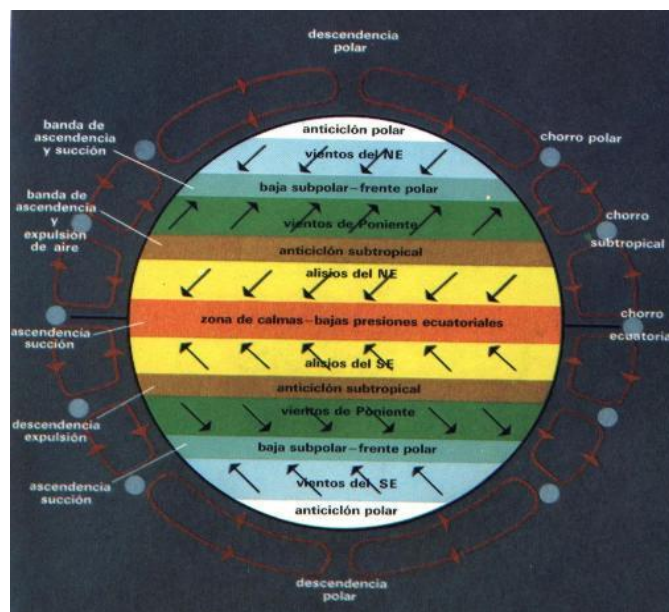 descendencia
polar
banda de
ascendencia
y succión
anticiclón polar
chorro polar
vientos del NE
baja subpolar–frente polar
banda de
ascendencia
y
expulsión
de aire
vientos de Poniente
chorro
subtropical
anticiclón subtropical
alisios del NE
zona de calmas–bajas presiones ecuatoriales
chorro
ecuatoria
ascendencia
succión
alisios del SE
anticiclón subtropical
descendencia
expulsión
vientos de Poniente
baja subpolar–frente polar
ascendencia
succión
vientos del SE
anticiclón polar
descendencia
polar